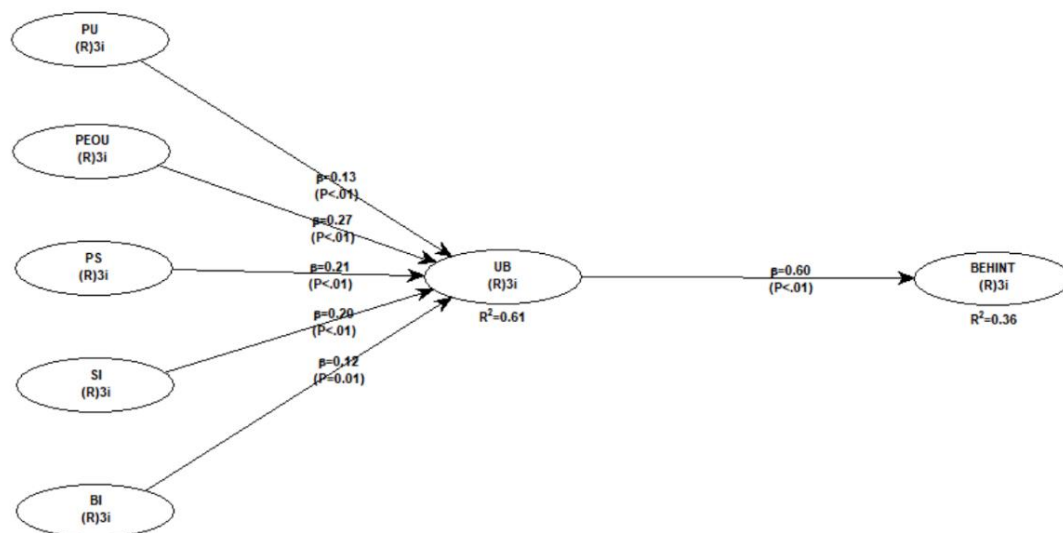 PU
(R)3i
PEOU
(R)3i
β=0.13
(P<.01)
β=0.27
(P<.01)
PS
(R)3i
β=0.21
(P<.01)
UB
(R)3i
R²=0.61
β=0.60
(P<.01)
BEHINT
(R)3i
R²=0.36
β=0.20
(P<.01)
SI
(R)3i
β=0.12
(P=0.01)
BI
(R)3i